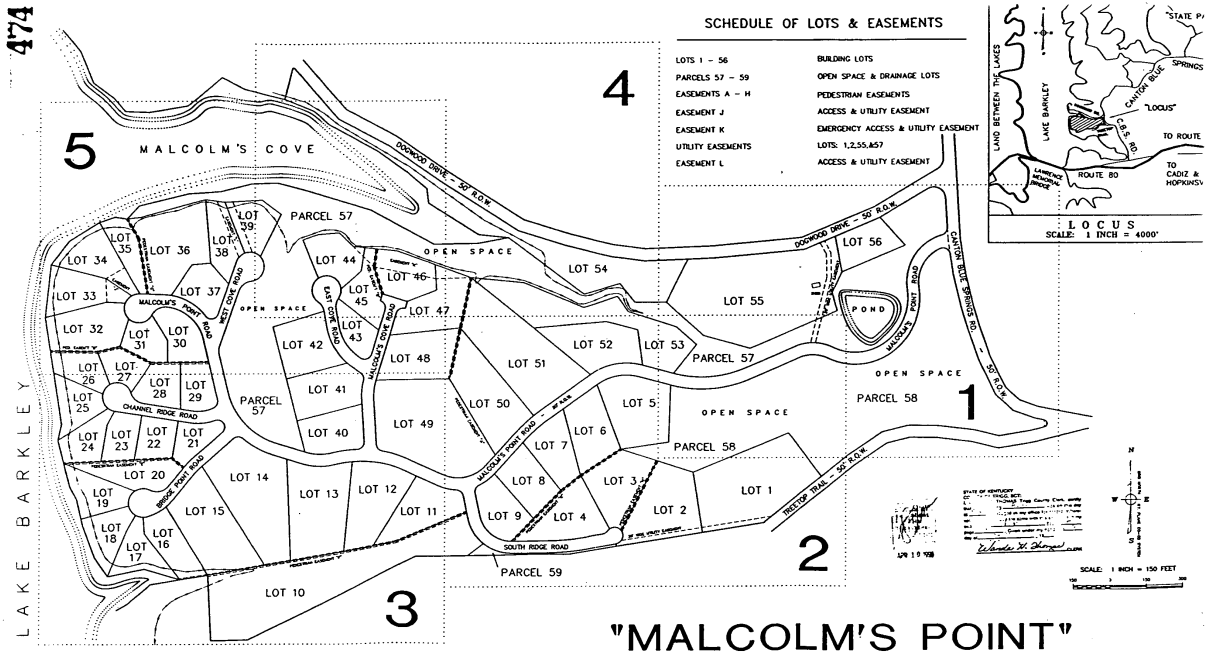 474
SCHEDULE OF LOTS & EASEMENTS
LOTS 1 - 56 BUILDING LOTS
PARCELS 57 - 59 OPEN SPACE & DRAINAGE LOTS
EASEMENTS A - H PEDESTRIAN EASEMENTS
EASEMENT J ACCESS & UTILITY EASEMENT
EASEMENT K EMERGENCY ACCESS & UTILITY EASEMENT
UTILITY EASEMENTS LOTS: 1,2,55,&57
EASEMENT L ACCESS & UTILITY EASEMENT
"STATE
LAND BETWEEN THE LAKES
LAKE BARKLEY
CANTON BLUE
SPRINGS
"LOCUS"
C.B.S. RD.
TO ROUTE
TO
CADIZ &
LAWRENCE
MEMORIAL
BRIDGE
ROUTE 80
LOCUS
SCALE: 1 INCH = 4000'
4
5
MALCOLM'S COVE
DOGWOOD DRIVE - 50' R.O.W.
DOGWOOD DRIVE - 50' R.O.W.
CANTON BLUE SPRINGS RD. - 50' R.O.W.
LOT 39
LOT 38
PARCEL 57
LOT 35
LOT 36
LOT 34
LOT 37
LOT 33
OPEN SPACE
LOT 44
LOT 46
LOT 45
LOT 47
LOT 54
LOT 56
LOT 55
POND
MALCOLM'S POINT ROAD
WEST COVE ROAD
OPEN SPACE
EAST COVE ROAD
MALCOLM'S COVE ROAD
MALCOLM'S POINT ROAD
LOT 32
LOT 31
LOT 30
LOT 43
LOT 42
LOT 48
LOT 52
LOT 53
LOT 51
PARCEL 57
OPEN SPACE
LOT 26
LOT 27
LOT 28
LOT 29
LOT 25
CHANNEL RIDGE ROAD
PARCEL 57
LOT 41
LOT 40
LOT 50
LOT 49
LOT 5
OPEN SPACE
PARCEL 58
1
PARCEL 58
LOT 24
LOT 23
LOT 22
LOT 21
LOT 6
LOT 7
MALCOLM'S POINT ROAD
LOT 20
BRIDGE POINT ROAD
LOT 14
LOT 13
LOT 12
LOT 8
LOT 3
LOT 1
TREETOP TRAIL - 50' R.O.W.
LOT 19
LOT 18
LOT 17
LOT 16
LOT 15
LOT 11
LOT 9
LOT 4
LOT 2
SOUTH RIDGE ROAD
PARCEL 59
LOT 10
2
3
LAKE BARKLEY
APR 10 1998
STATE OF KENTUCKY
Wanda H. Thomas CLERK
N
W
E
S
SCALE: 1 INCH = 150 FEET
"MALCOLM'S POINT"